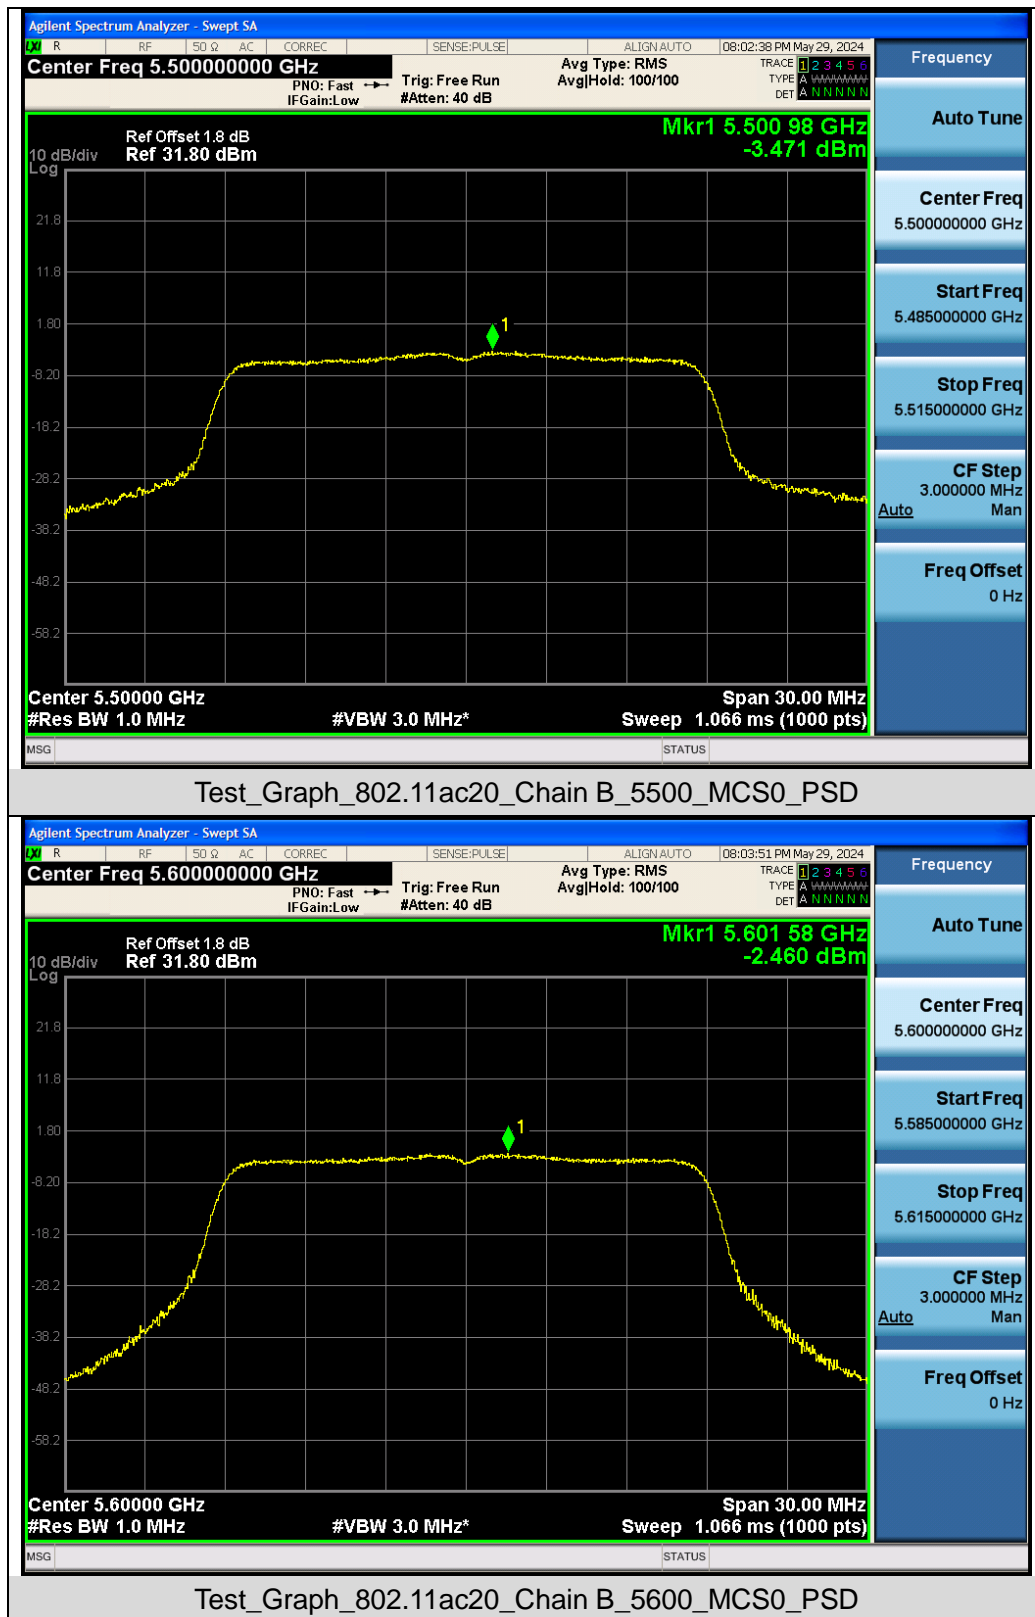 Agilent Spectrum Analyzer - Swept SA
LXI R RF 50 Ω AC CORREC SENSE:PULSE ALIGN AUTO 08:02:38 PM May 29, 2024
Center Freq 5.500000000 GHz
PNO: Fast
IFGain:Low
Trig: Free Run
#Atten: 40 dB
Avg Type: RMS
Avg|Hold: 100/100
TRACE 1 2 3 4 5 6
TYPE A WWWWW
DET A N N N N N
Ref Offset 1.8 dB
10 dB/div Ref 31.80 dBm
Log
Mkr1 5.500 98 GHz
-3.471 dBm
21.8
11.8
1.80
1
-8.20
-18.2
-28.2
-38.2
-48.2
-58.2
Center 5.50000 GHz Span 30.00 MHz
#Res BW 1.0 MHz #VBW 3.0 MHz* Sweep 1.066 ms (1000 pts)
MSG STATUS
Frequency
Auto Tune
Center Freq
5.500000000 GHz
Start Freq
5.485000000 GHz
Stop Freq
5.515000000 GHz
CF Step
3.000000 MHz
Auto Man
Freq Offset
0 Hz
Test_Graph_802.11ac20_Chain B_5500_MCS0_PSD
Agilent Spectrum Analyzer - Swept SA
LXI R RF 50 Ω AC CORREC SENSE:PULSE ALIGN AUTO 08:03:51 PM May 29, 2024
Center Freq 5.600000000 GHz
PNO: Fast
IFGain:Low
Trig: Free Run
#Atten: 40 dB
Avg Type: RMS
Avg|Hold: 100/100
TRACE 1 2 3 4 5 6
TYPE A WWWWW
DET A N N N N N
Ref Offset 1.8 dB
10 dB/div Ref 31.80 dBm
Log
Mkr1 5.601 58 GHz
-2.460 dBm
21.8
11.8
1.80
1
-8.20
-18.2
-28.2
-38.2
-48.2
-58.2
Center 5.60000 GHz Span 30.00 MHz
#Res BW 1.0 MHz #VBW 3.0 MHz* Sweep 1.066 ms (1000 pts)
MSG STATUS
Frequency
Auto Tune
Center Freq
5.600000000 GHz
Start Freq
5.585000000 GHz
Stop Freq
5.615000000 GHz
CF Step
3.000000 MHz
Auto Man
Freq Offset
0 Hz
Test_Graph_802.11ac20_Chain B_5600_MCS0_PSD